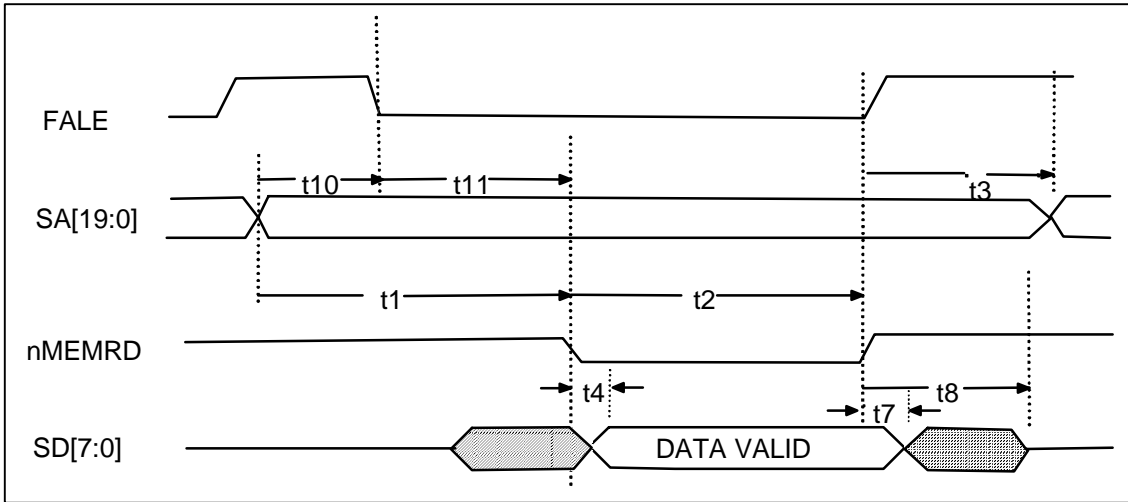 FALE
t10
t11
t3
SA[19:0]
t1
t2
nMEMRD
t4
t7
t8
SD[7:0]
DATA VALID